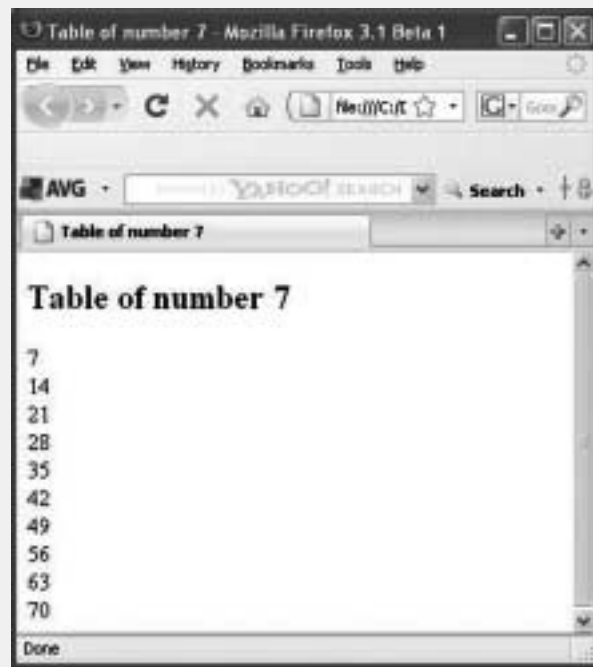 Table of number 7 - Mozilla Firefox 3.1 Beta 1
File Edit View History Bookmarks Tools Help
AVG YAHOO! SEARCH Search
Table of number 7
Table of number 7
7
14
21
28
35
42
49
56
63
70
Done